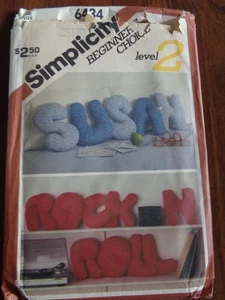 6434
$2.50
Simplicity
BEGINNER'S CHOICE
level 2
SUSAN
ROCK N
ROLL